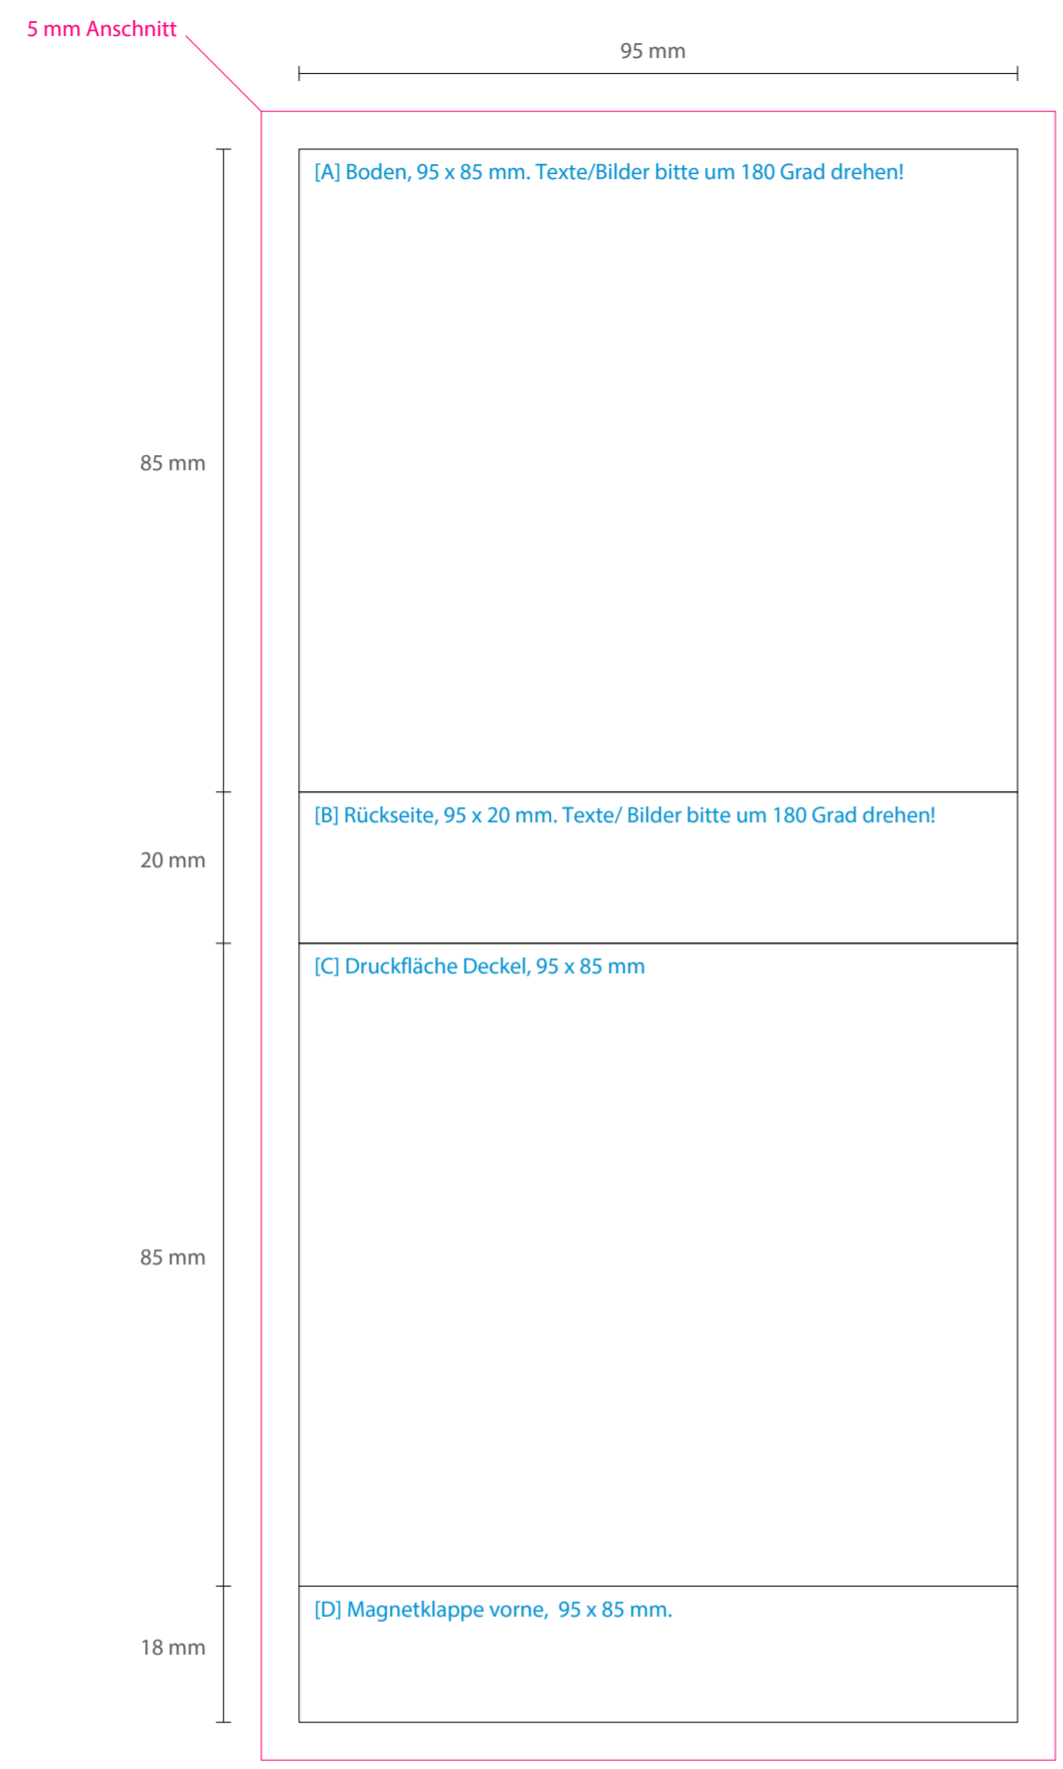 5 mm Anschnitt
95 mm
[A] Boden, 95 x 85 mm. Texte/Bilder bitte um 180 Grad drehen!
85 mm
[B] Rückseite, 95 x 20 mm. Texte/ Bilder bitte um 180 Grad drehen!
20 mm
[C] Druckfläche Deckel, 95 x 85 mm
85 mm
[D] Magnetklappe vorne,  95 x 85 mm.
18 mm